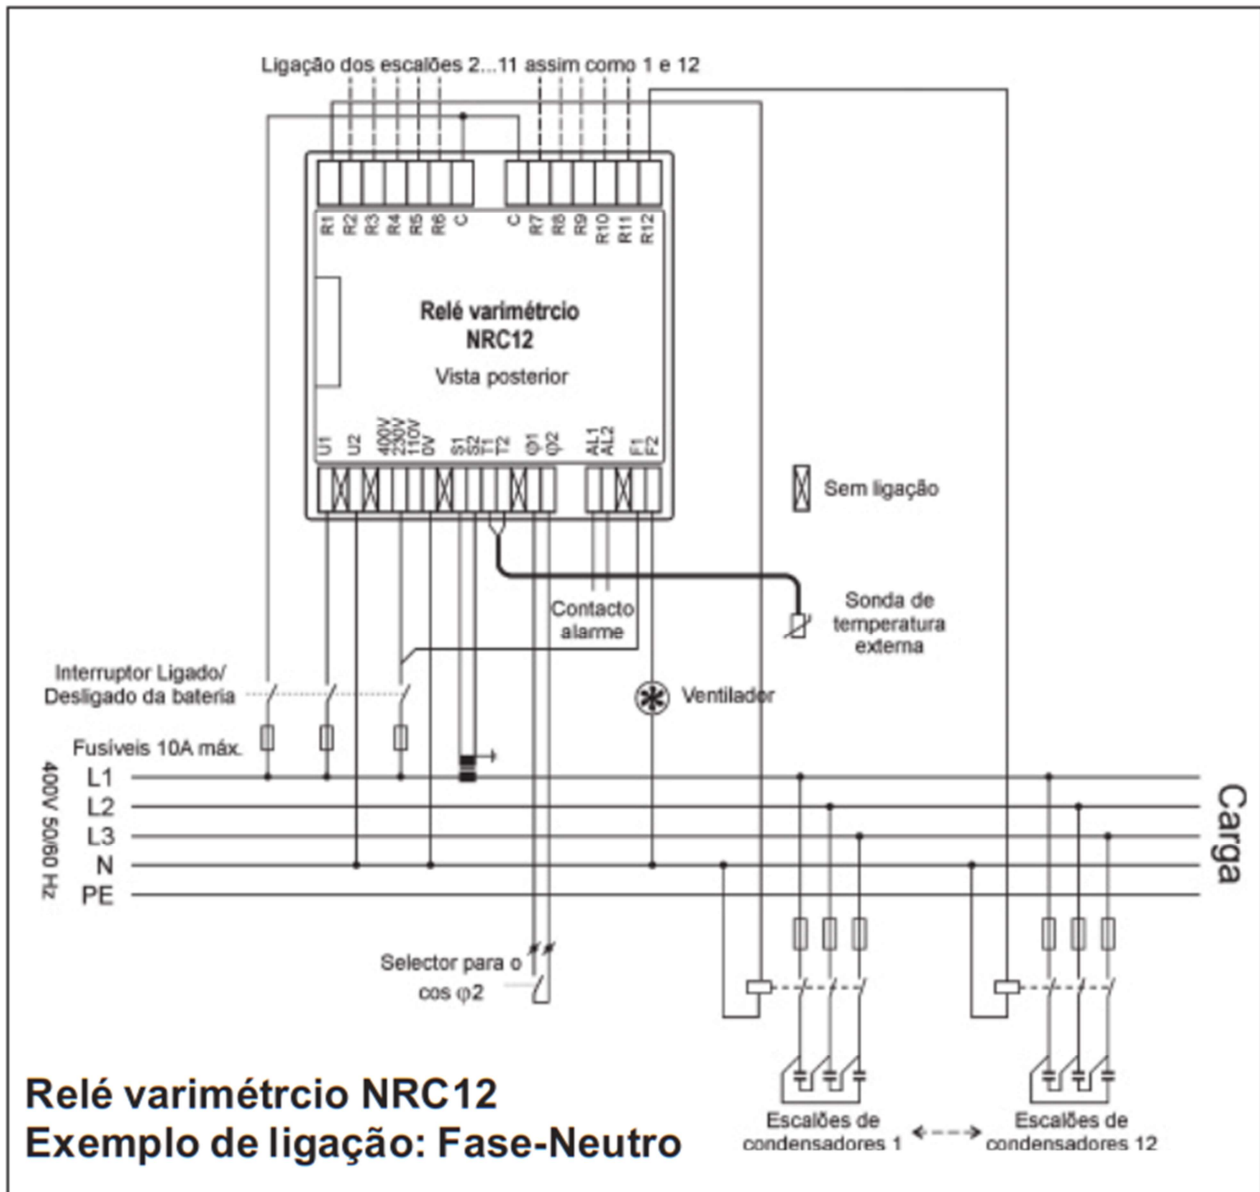 Ligação dos escalões 2...11 assim como 1 e 12
R1
R2
R3
R4
R5
R6
C
C
R7
R8
R9
R10
R11
R12
Relé varimétrcio
NRC12
Vista posterior
U1
U2
400V
230V
110V
0V
S1
S2
T1
T2
φ1
φ2
AL1
AL2
F1
F2
Sem ligação
Contacto
alarme
Sonda de
temperatura
externa
Interruptor Ligado/
Desligado da bateria
Ventilador
Fusíveis 10A máx.
400V 50/60 Hz
L1
L2
L3
N
PE
Carga
Selector para o
cos φ2
Relé varimétrcio NRC12
Exemplo de ligação: Fase-Neutro
Escalões de
condensadores 1
Escalões de
condensadores 12